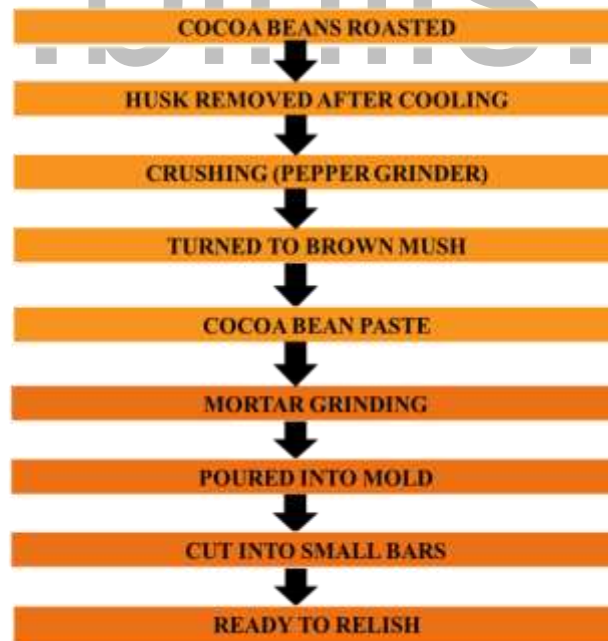 COCOA BEANS ROASTED
HUSK REMOVED AFTER COOLING
CRUSHING (PEPPER GRINDER)
TURNED TO BROWN MUSH
COCOA BEAN PASTE
MORTAR GRINDING
POURED INTO MOLD
CUT INTO SMALL BARS
READY TO RELISH